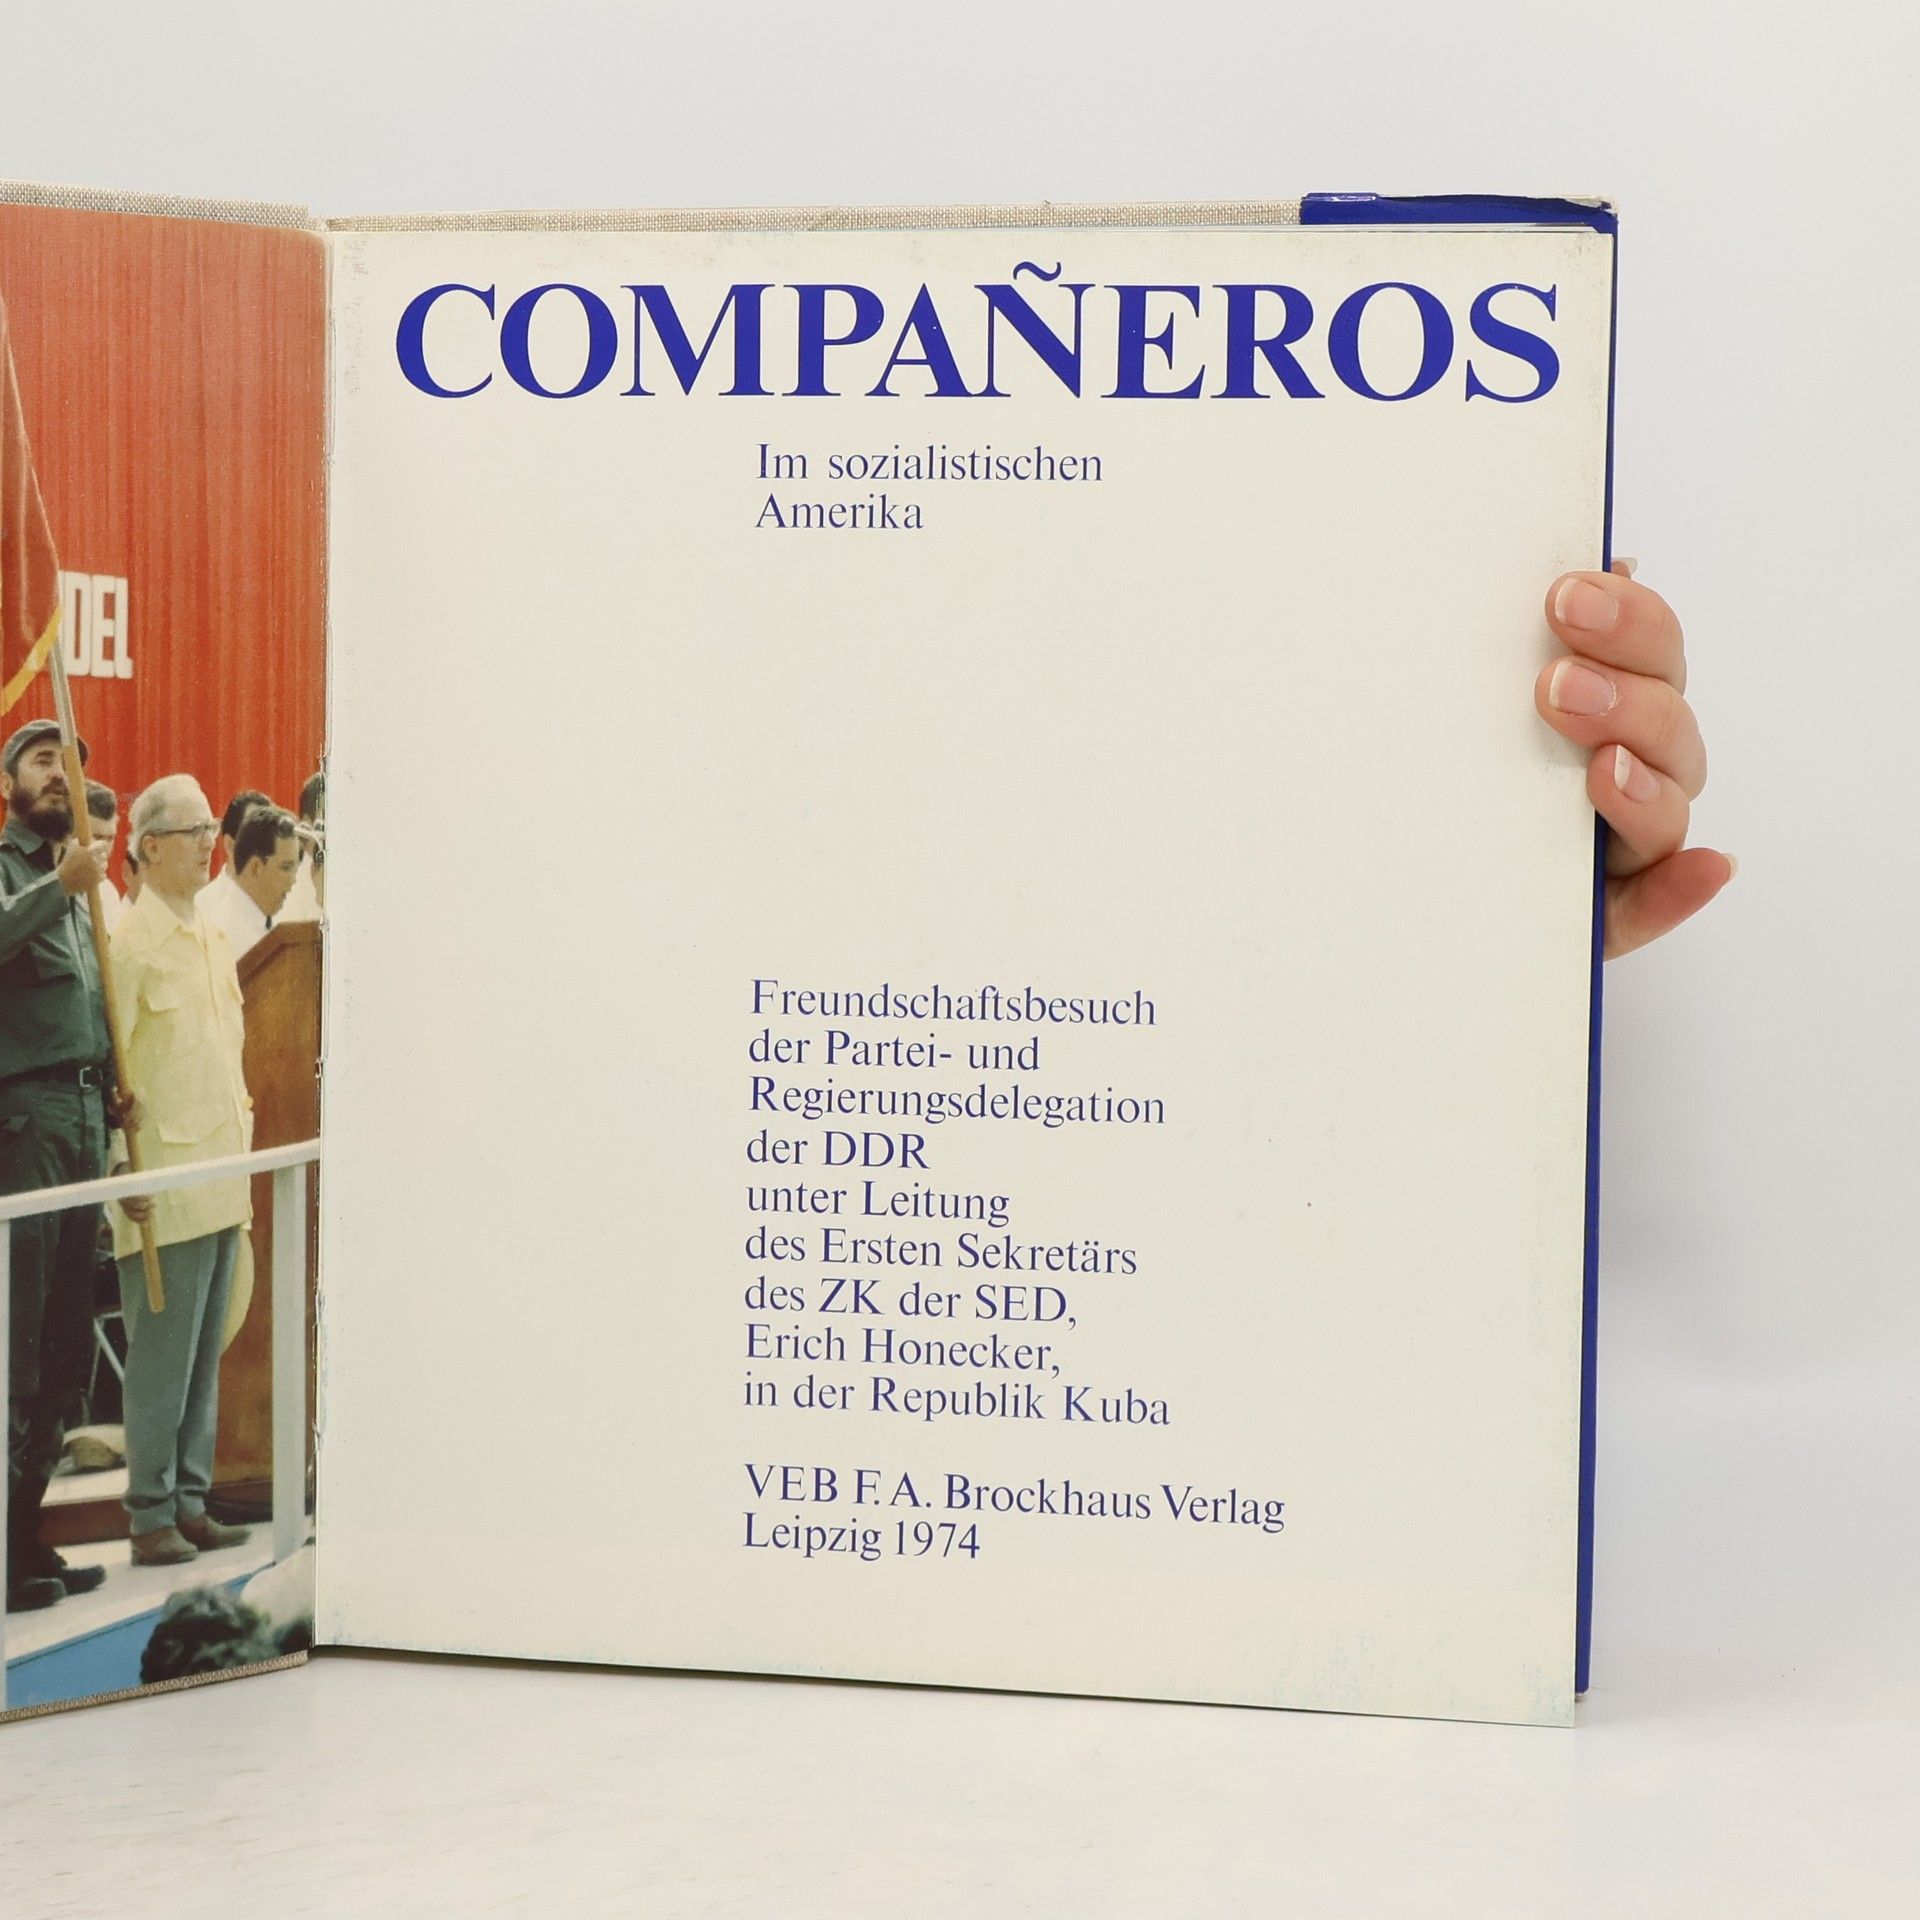 COMPAÑEROS
Im sozialistischen
Amerika
Freundschaftsbesuch
der Partei- und
Regierungsdelegation
der DDR
unter Leitung
des Ersten Sekretärs
des ZK der SED,
Erich Honecker,
in der Republik Kuba
VEB F. A. Brockhaus Verlag
Leipzig 1974